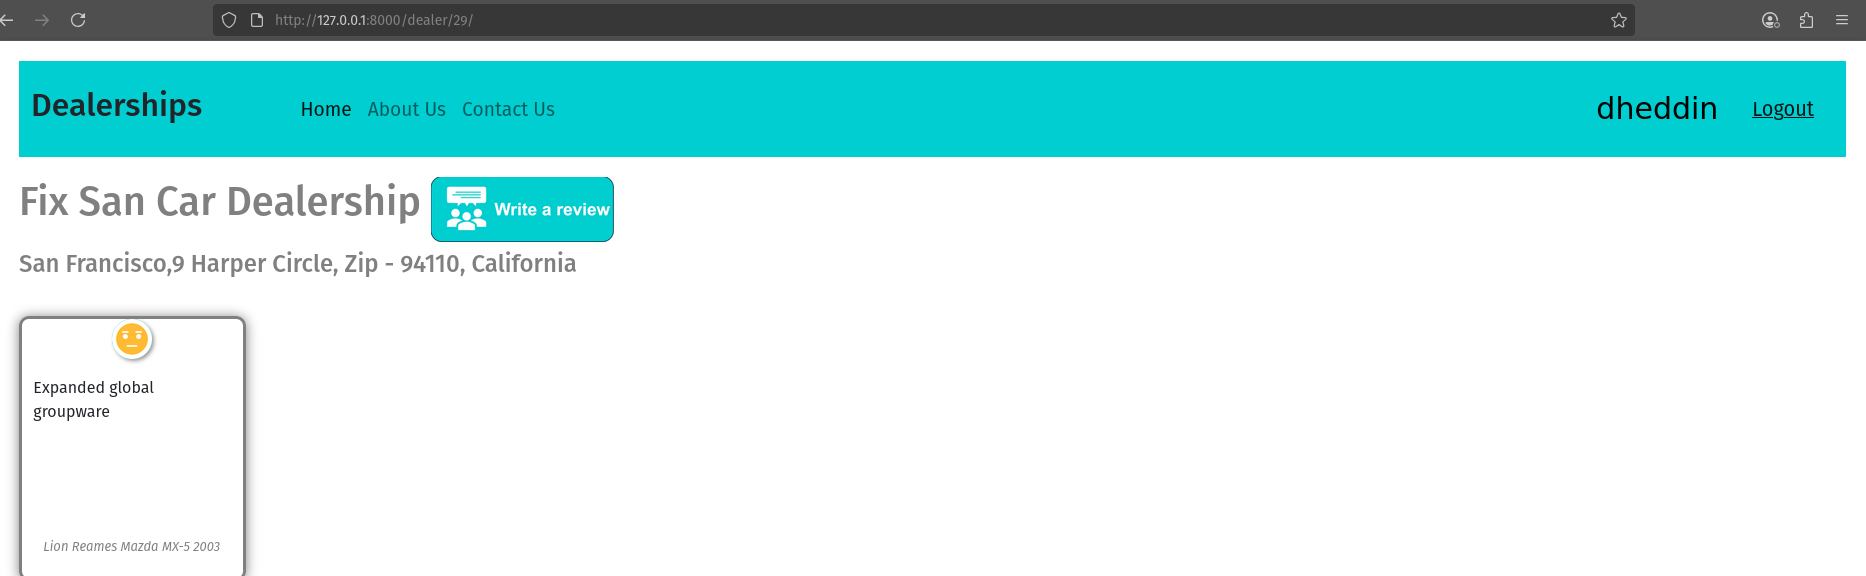 http://127.0.0.1:8000/dealer/29/
Dealerships Home About Us Contact Us dheddin Logout
Fix San Car Dealership Write a review
San Francisco,9 Harper Circle, Zip - 94110, California
Expanded global
groupware
Lion Reames Mazda MX-5 2003